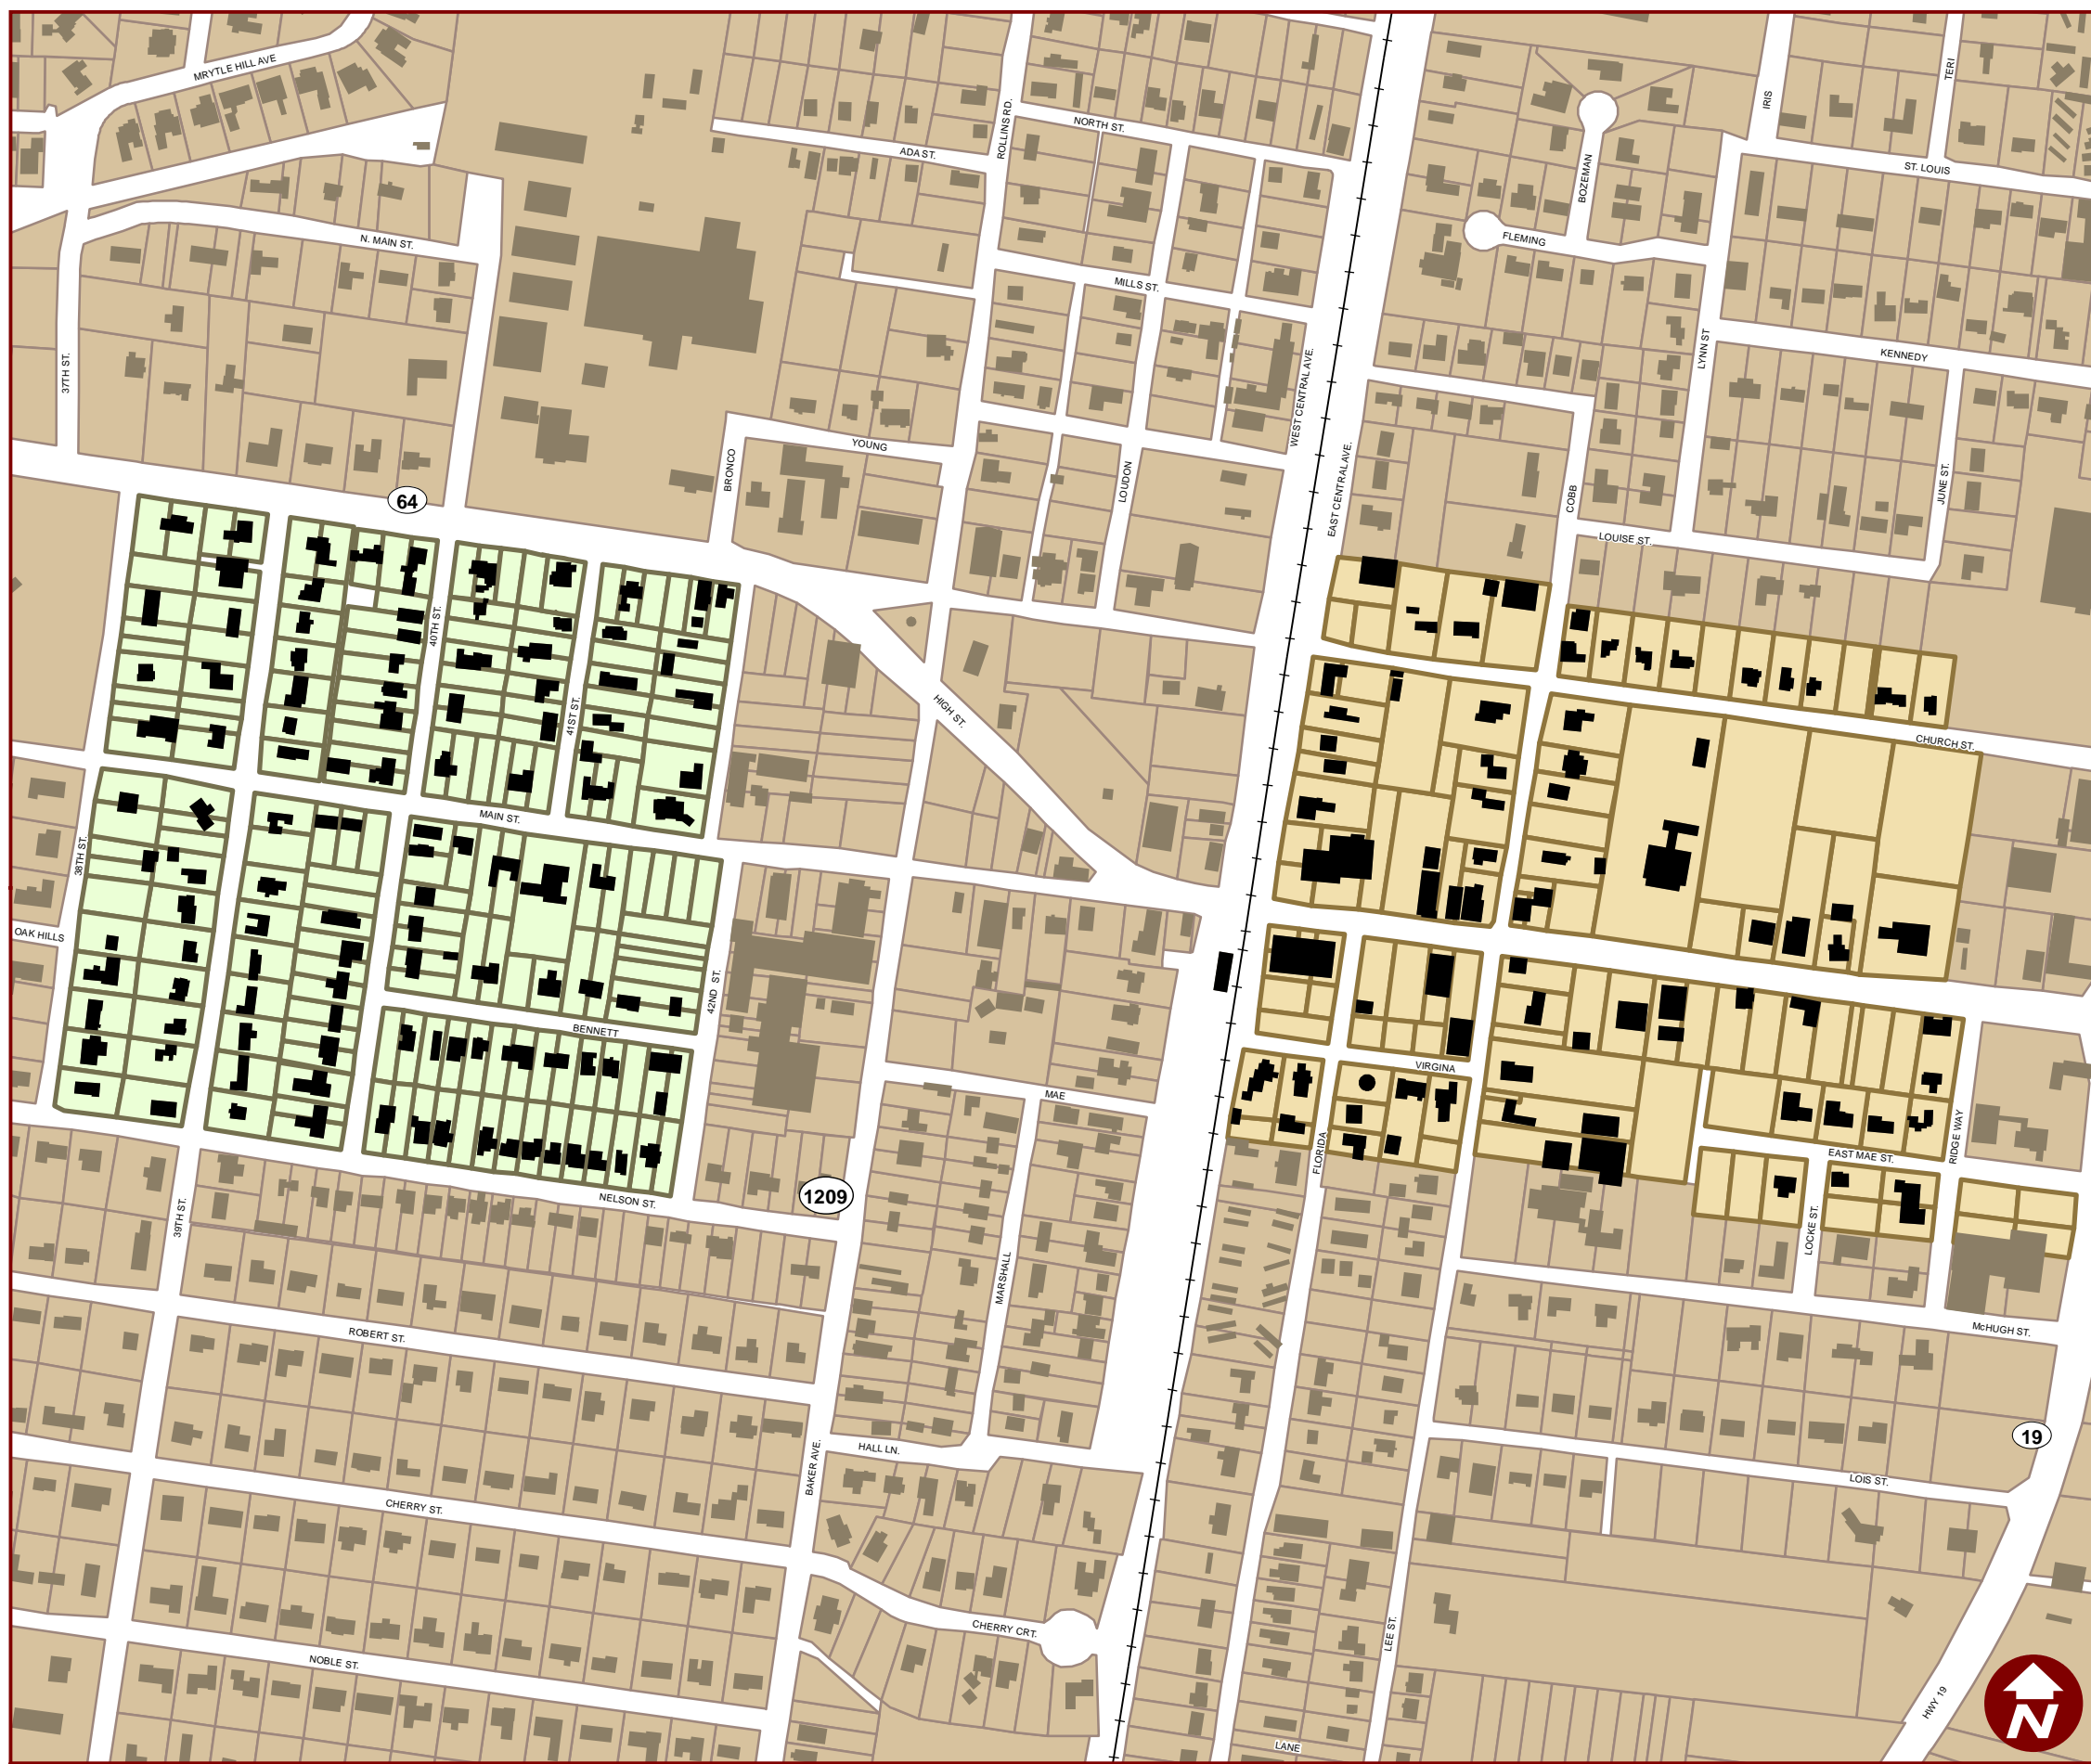 MRYTLE HILL AVE
TERI
IRIS
ROLLINS RD.
NORTH ST.
ADA ST.
ST. LOUIS
BOZEMAN
N. MAIN ST.
FLEMING
MILLS ST.
LYNN ST
KENNEDY
37TH ST.
WEST CENTRAL AVE.
YOUNG
BRONCO
LOUDON
EAST CENTRAL AVE.
COBB
JUNE ST.
64
LOUISE ST.
40TH ST.
41ST ST.
HIGH ST.
CHURCH ST.
MAIN ST.
38TH ST.
OAK HILLS
42ND ST.
BENNETT
VIRGINA
MAE
FLORIDA
RIDGE WAY
EAST MAE ST.
1209
NELSON ST.
39TH ST.
LOCKE ST.
MARSHALL
ROBERT ST.
McHUGH ST.
19
HALL LN.
BAKER AVE.
LOIS ST.
CHERRY ST.
CHERRY CRT.
LEE ST.
NOBLE ST.
HWY 19
N
LANE